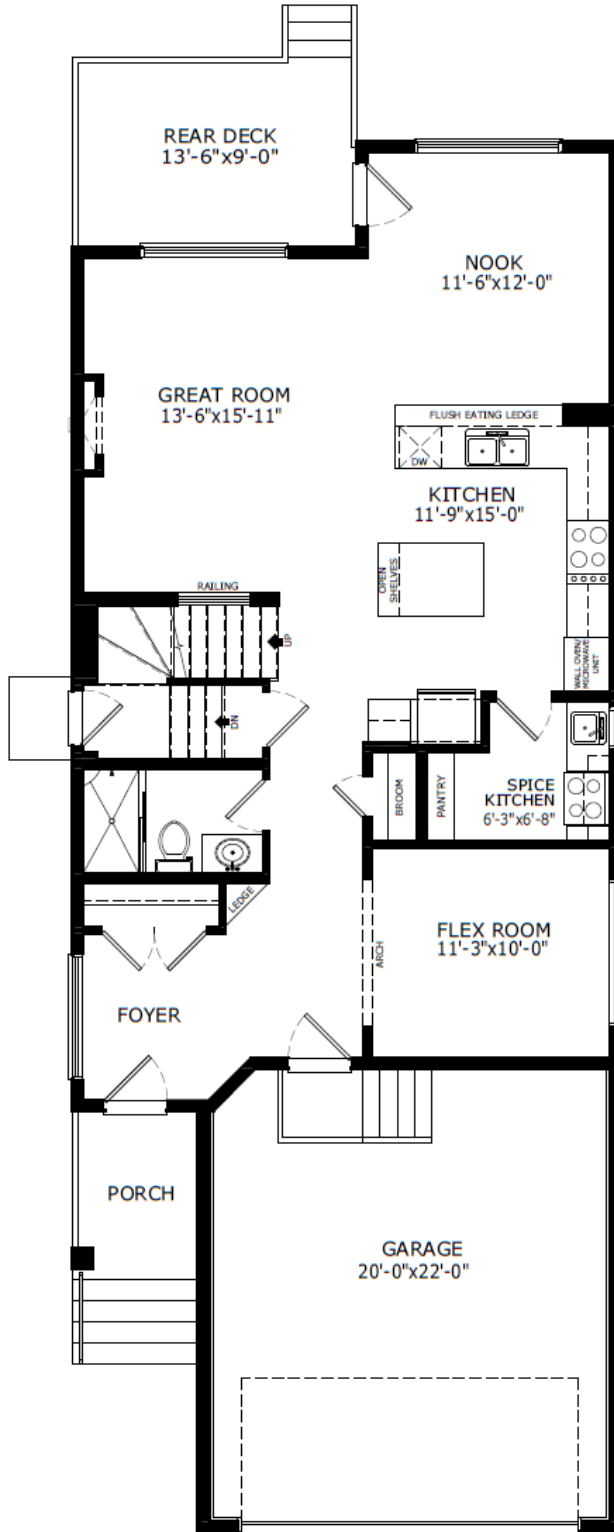 REAR DECK
13'-6"x9'-0"
NOOK
11'-6"x12'-0"
GREAT ROOM
13'-6"x15'-11"
FLUSH EATING LEDGE
DW
KITCHEN
11'-9"x15'-0"
OPEN
SHELVES
RAILING
UP
WALL OVEN/
MICROWAVE
UNIT
DN
SPICE
KITCHEN
6'-3"x6'-8"
BROOM
PANTRY
LEDGE
FLEX ROOM
11'-3"x10'-0"
ARCH
FOYER
PORCH
GARAGE
20'-0"x22'-0"